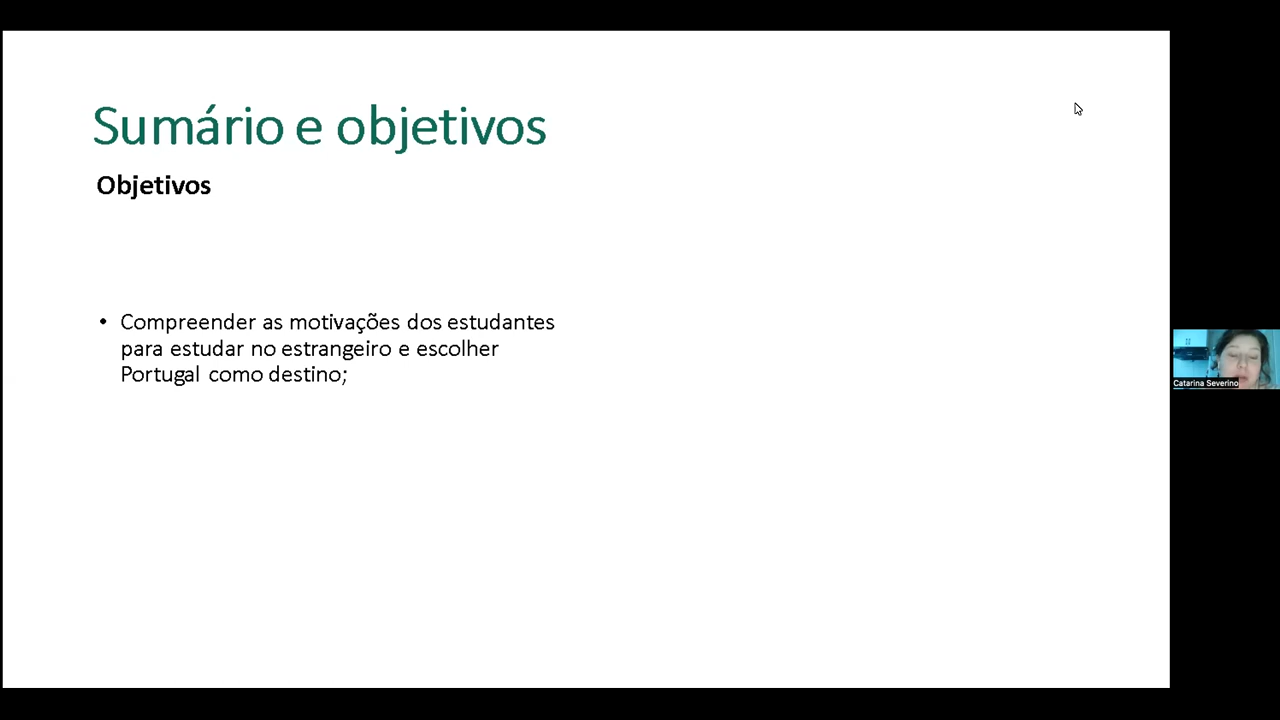 Sumário e objetivos
Objetivos
• Compreender as motivações dos estudantes
para estudar no estrangeiro e escolher
Portugal como destino;
Catarina Severino